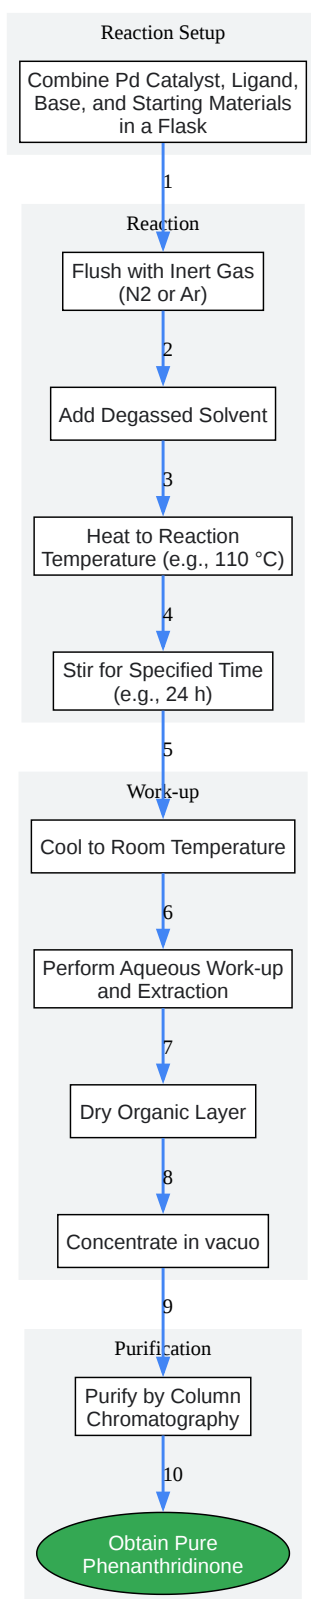 Reaction Setup
Combine Pd Catalyst, Ligand,
Base, and Starting Materials
in a Flask
1
Reaction
Flush with Inert Gas
(N2 or Ar)
2
Add Degassed Solvent
3
Heat to Reaction
Temperature (e.g., 110 °C)
4
Stir for Specified Time
(e.g., 24 h)
5
Work-up
Cool to Room Temperature
6
Perform Aqueous Work-up
and Extraction
7
Dry Organic Layer
8
Concentrate in vacuo
9
Purification
Purify by Column
Chromatography
10
Obtain Pure
Phenanthridinone